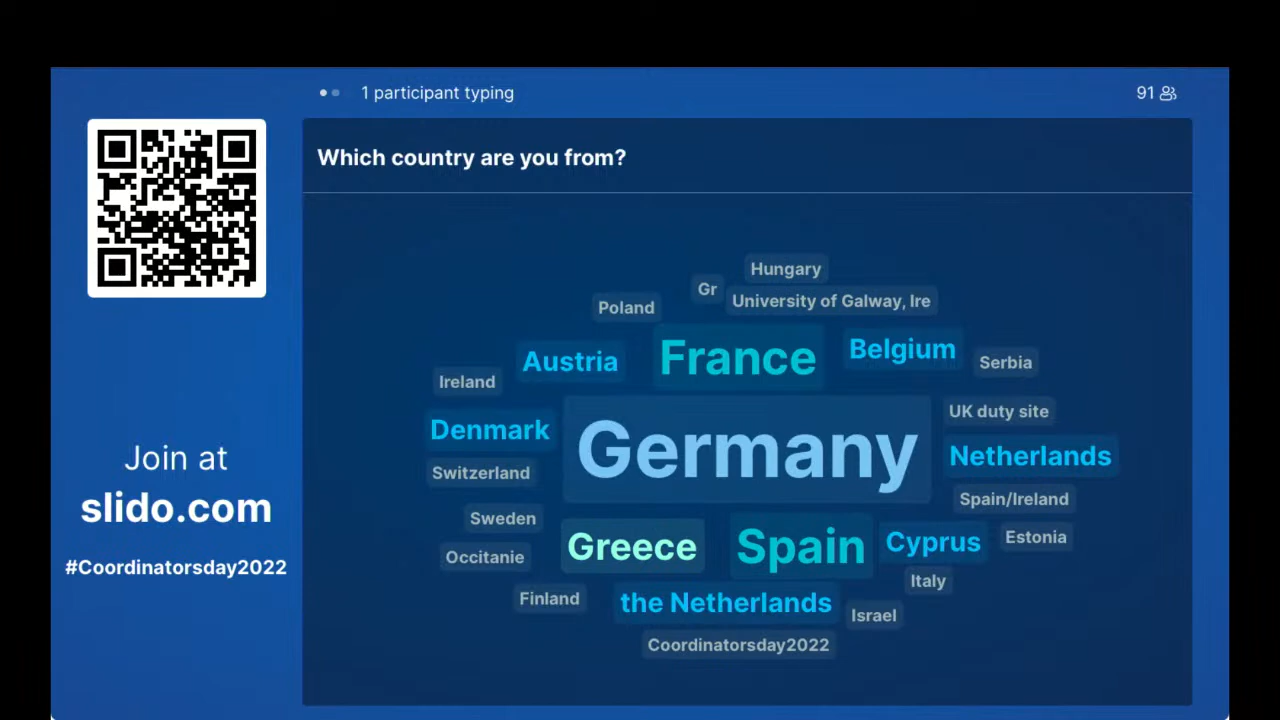 1 participant typing
91
Which country are you from?
Hungary
Gr
University of Galway, Ire
Poland
France
Belgium
Austria
Serbia
Ireland
UK duty site
Denmark
Germany
Netherlands
Switzerland
Spain/Ireland
Sweden
Greece
Spain
Cyprus
Estonia
Occitanie
Italy
Finland
the Netherlands
Israel
Coordinatorsday2022
Join at
slido.com
#Coordinatorsday2022